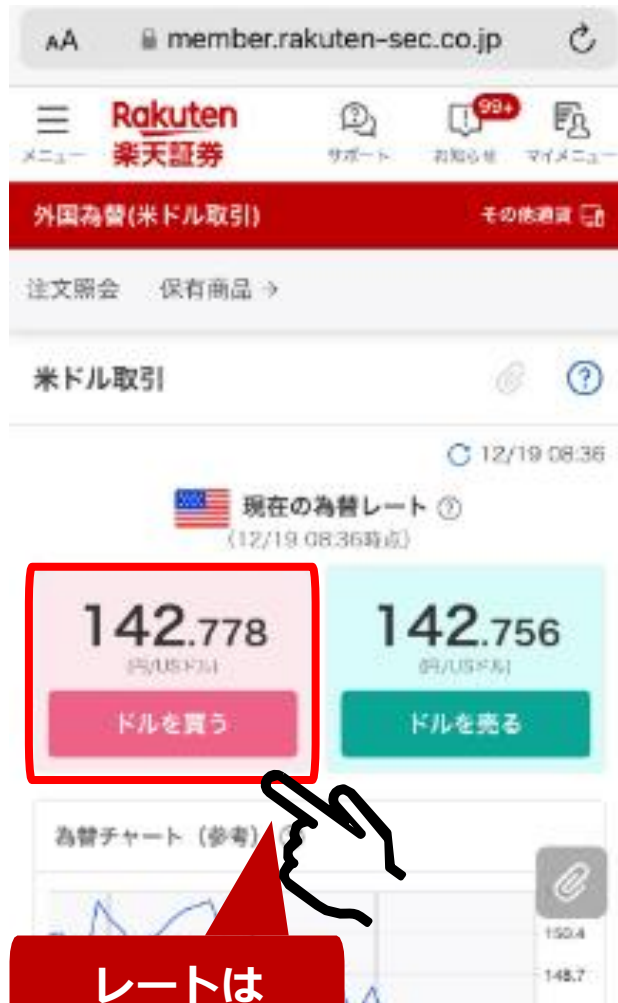 AA member.rakuten-sec.co.jp
Rakuten
楽天証券
メニュー サポート お知らせ 99+ マイメニュー
外国為替(米ドル取引) その他通貨
注文照会 保有商品 →
米ドル取引
12/19 08:36
現在の為替レート
(12/19 08:36時点)
142.778 142.756
(円/USドル) (円/USドル)
ドルを買う ドルを売る
為替チャート（参考）
150.4
148.7
レートは